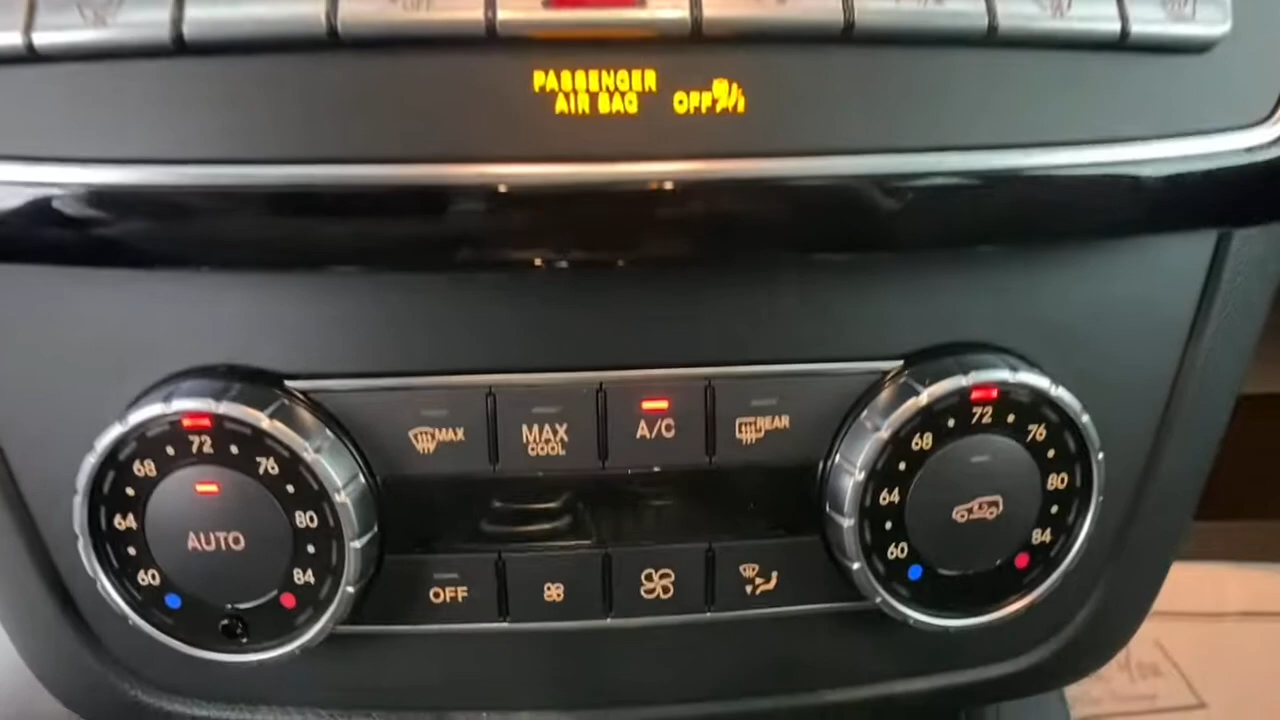 PASSENGER
AIR BAG OFF
MAX
MAX
COOL
A/C
REAR
72
68
76
64
80
60
84
AUTO
OFF
72
68
76
64
80
60
84